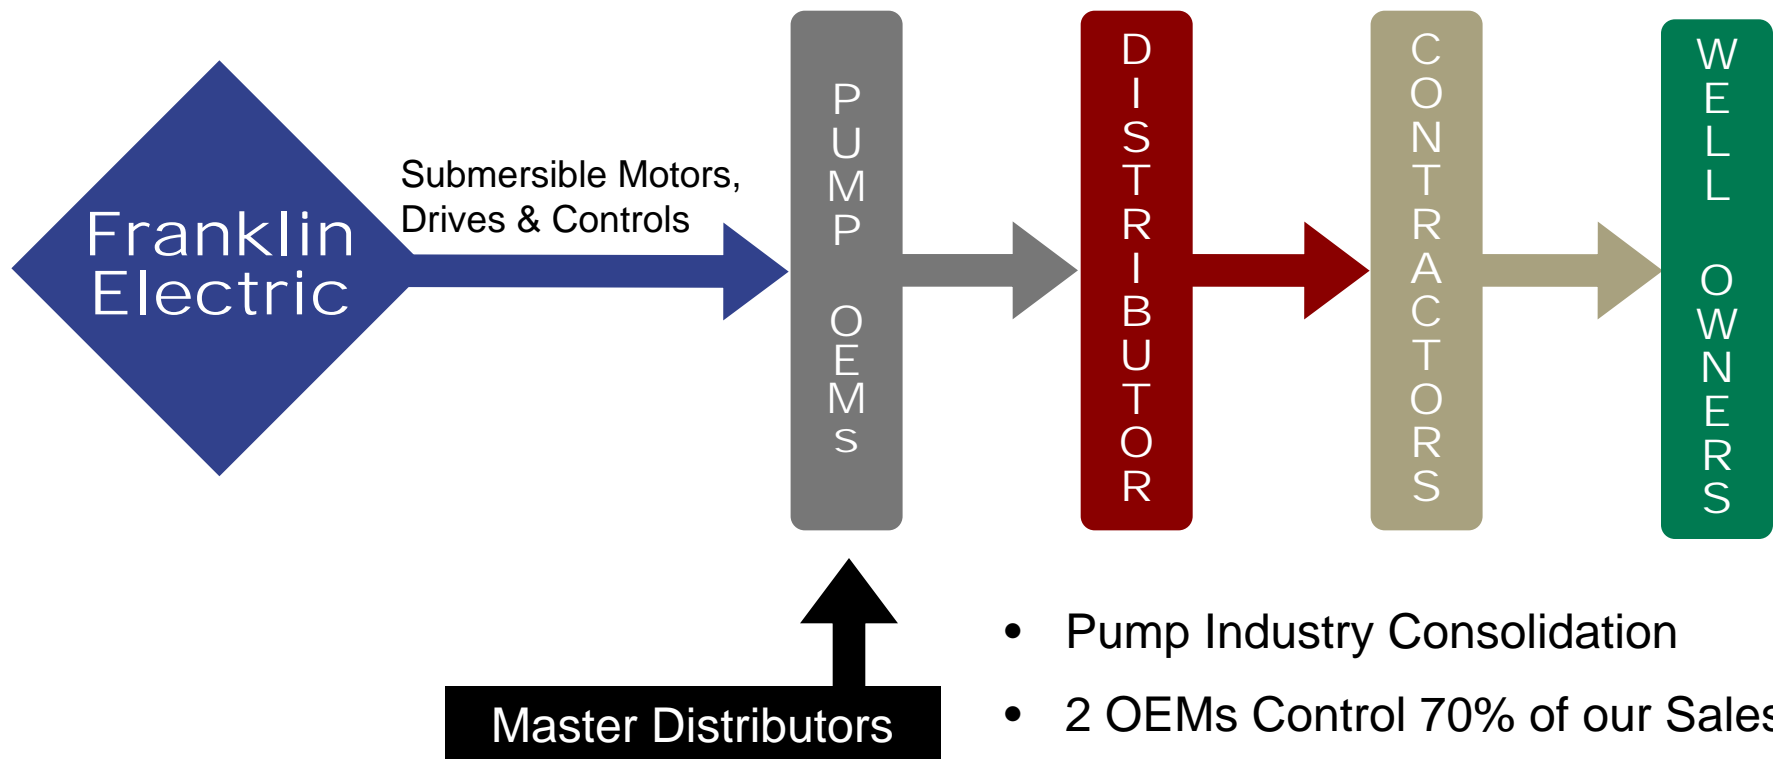 Franklin
Electric
Submersible Motors,
Drives & Controls
PUMP OEMs
DISTRIBUTOR
CONTRACTORS
WELL OWNERS
Master Distributors
• Pump Industry Consolidation
• 2 OEMs Control 70% of our Sales